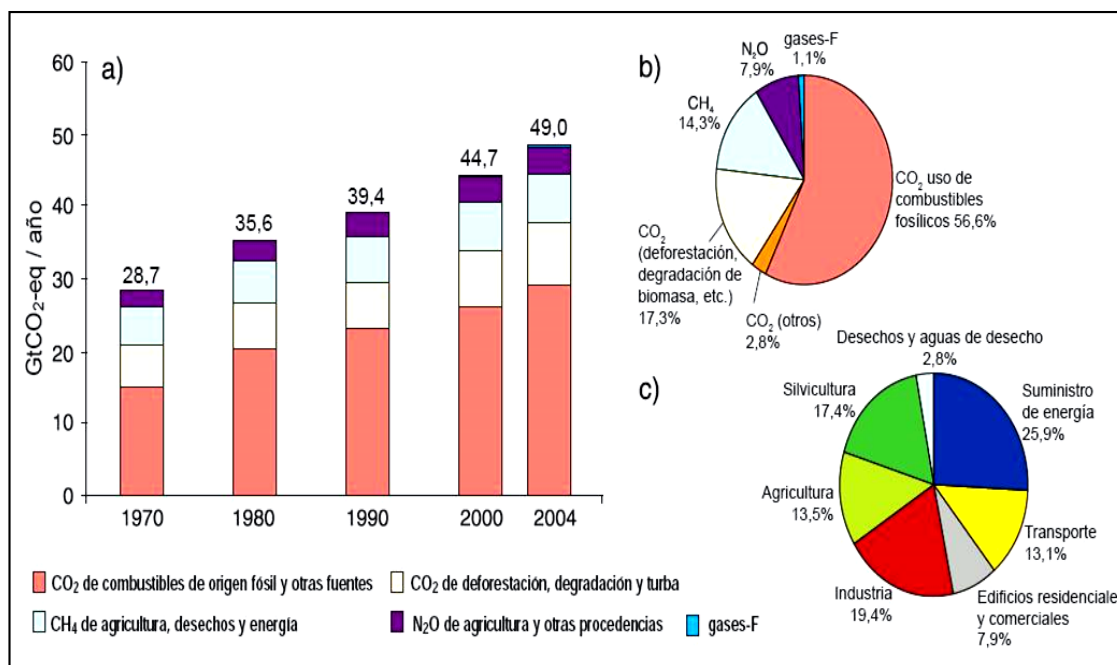 a)
GtCO₂-eq / año
60
50
40
30
20
10
0
28,7
35,6
39,4
44,7
49,0
1970
1980
1990
2000
2004
CO₂ de combustibles de origen fósil y otras fuentes
CO₂ de deforestación, degradación y turba
CH₄ de agricultura, desechos y energía
N₂O de agricultura y otras procedencias
gases-F
b)
gases-F
1,1%
N₂O
7,9%
CH₄
14,3%
CO₂ uso de
combustibles
fosílicos 56,6%
CO₂
(deforestación,
degradación de
biomasa, etc.)
17,3%
CO₂ (otros)
2,8%
c)
Desechos y aguas de desecho
2,8%
Silvicultura
17,4%
Suministro
de energía
25,9%
Agricultura
13,5%
Transporte
13,1%
Industria
19,4%
Edificios residenciales
y comerciales
7,9%